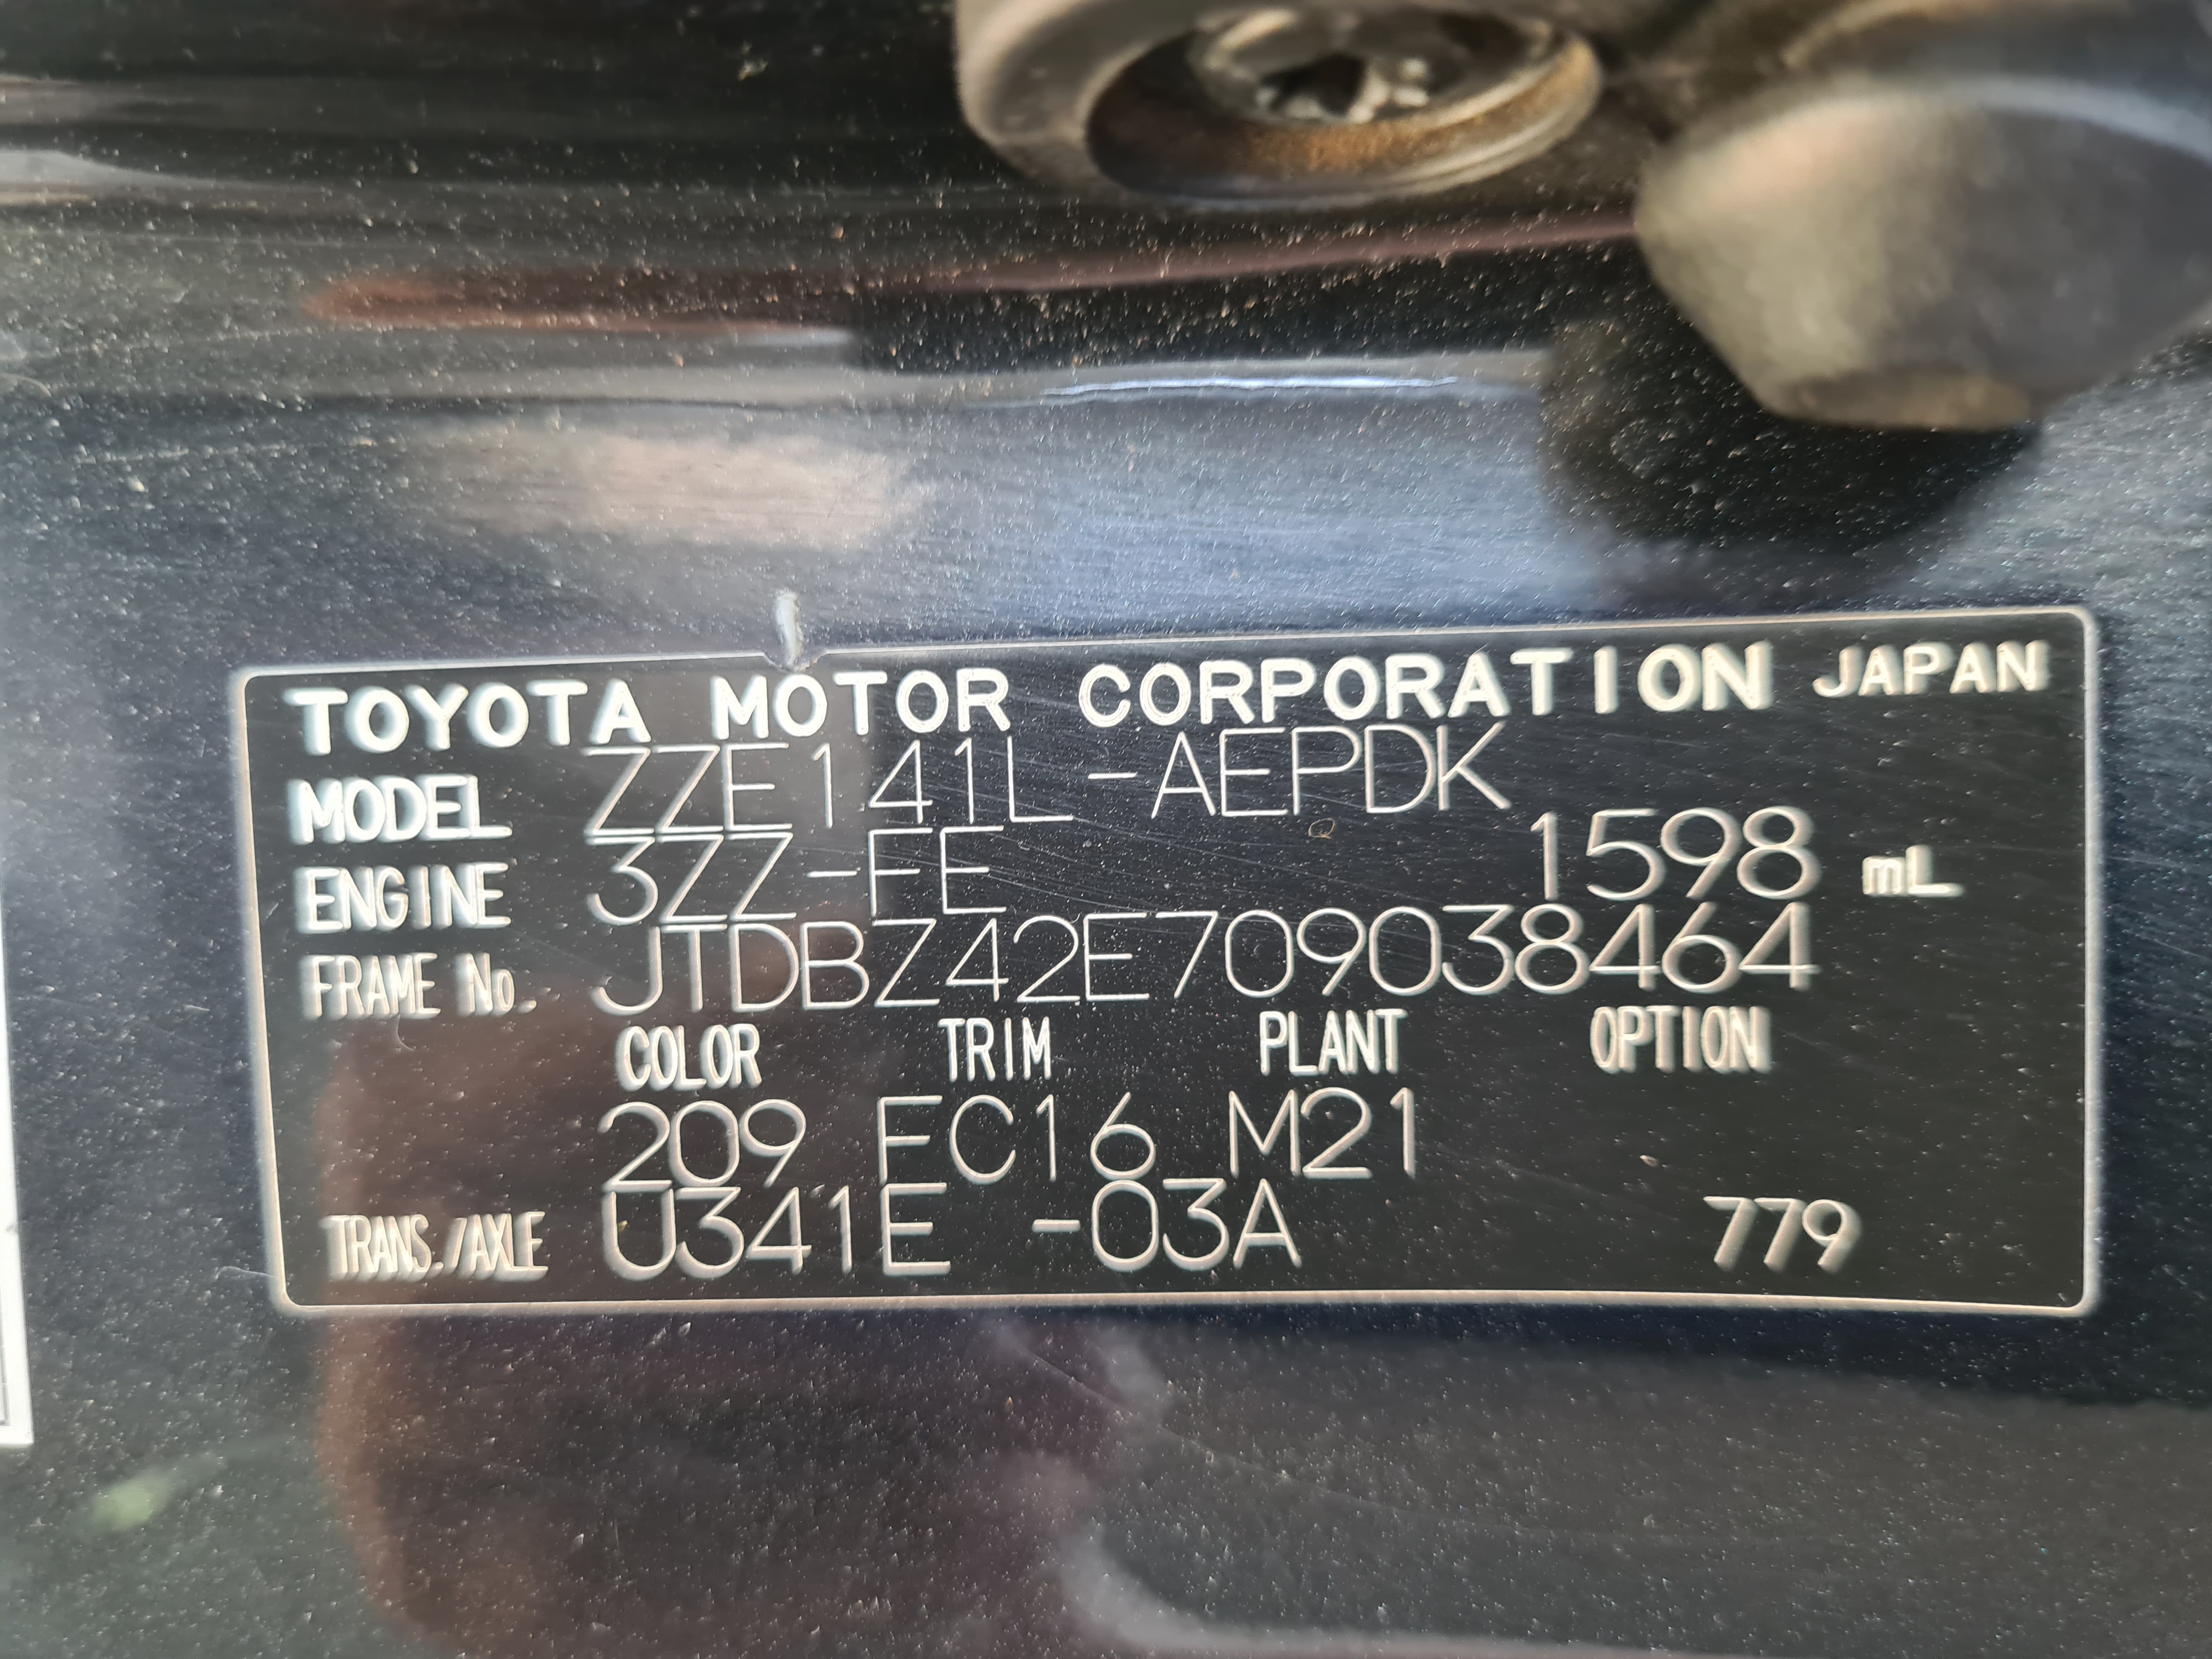 TOYOTA MOTOR CORPORATION JAPAN
MODEL ZZE141L-AEPDK
ENGINE 3ZZ-FE 1598 mL
FRAME No. JTDBZ42E709038464
COLOR TRIM PLANT OPTION
209 FC16 M21
TRANS./AXLE U341E -03A 779